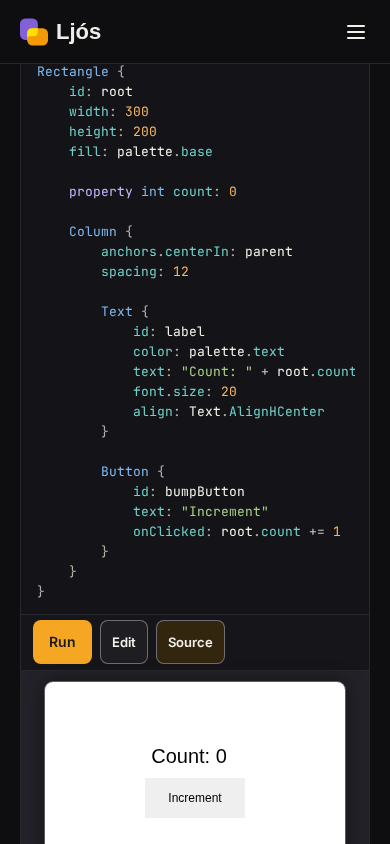 Ljós
Rectangle {
    id: root
    width: 300
    height: 200
    fill: palette.base

    property int count: 0

    Column {
        anchors.centerIn: parent
        spacing: 12

        Text {
            id: label
            color: palette.text
            text: "Count: " + root.count
            font.size: 20
            align: Text.AlignHCenter
        }

        Button {
            id: bumpButton
            text: "Increment"
            onClicked: root.count += 1
        }
    }
}
Run Edit Source
Count: 0
Increment